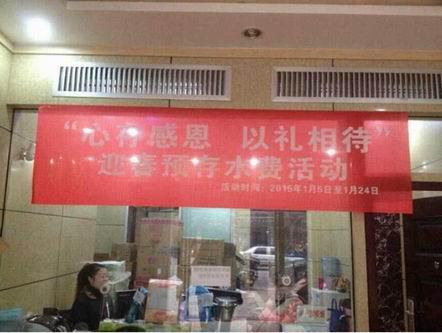 “心存感恩 以礼相待”
迎春预存水费活动
活动时间：2015年1月5日至1月24日